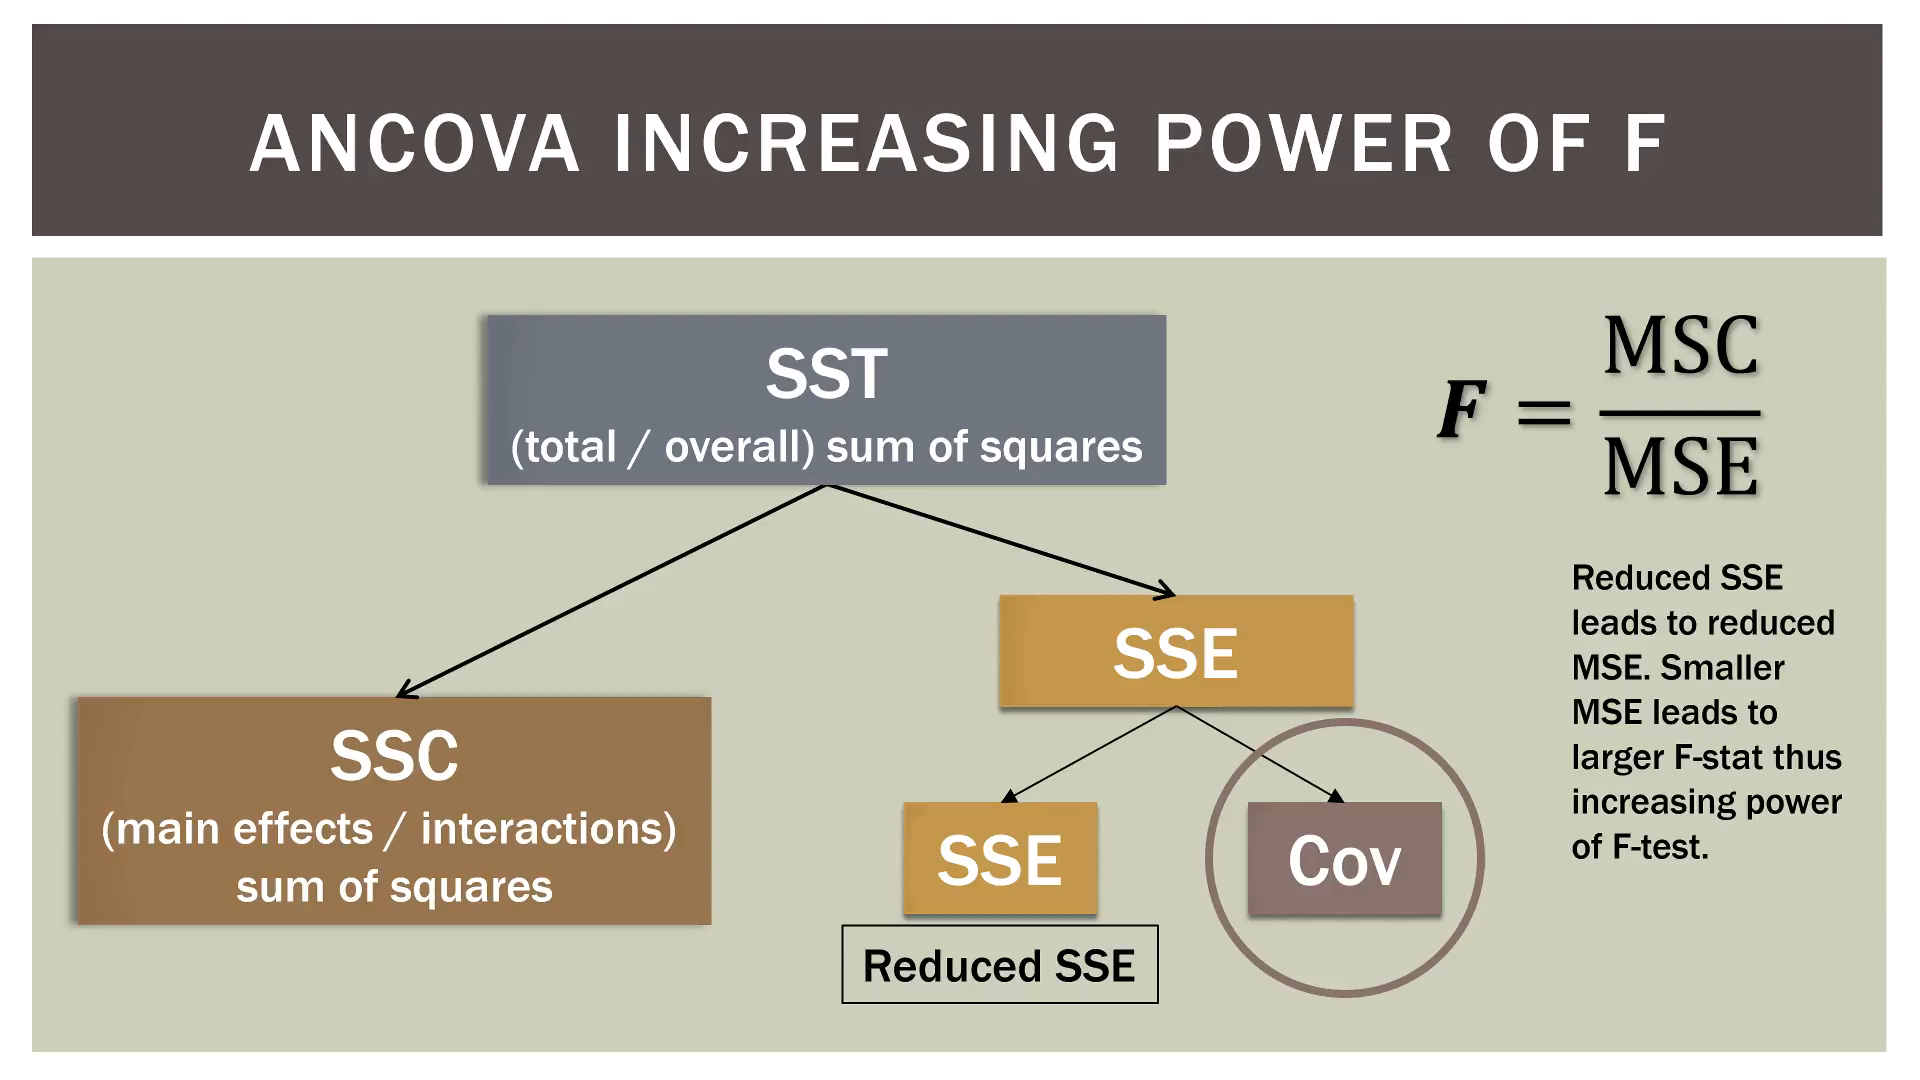 ANCOVA INCREASING POWER OF F
SST
(total / overall) sum of squares
F = MSC / MSE
SSE
Reduced SSE
leads to reduced
MSE. Smaller
MSE leads to
larger F-stat thus
increasing power
of F-test.
SSC
(main effects / interactions)
sum of squares
SSE
Cov
Reduced SSE